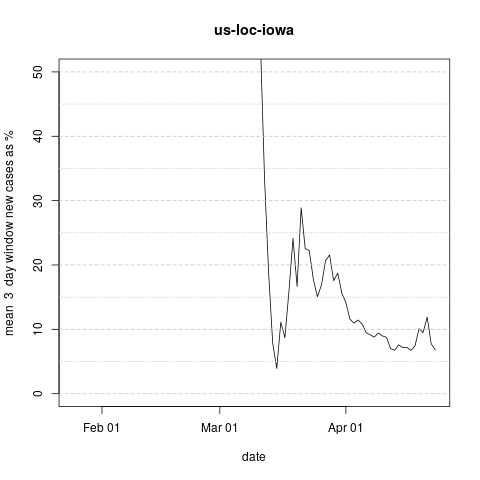 us-loc-iowa
mean  3  day window new cases as %
50
40
30
20
10
0
Feb 01
Mar 01
Apr 01
date